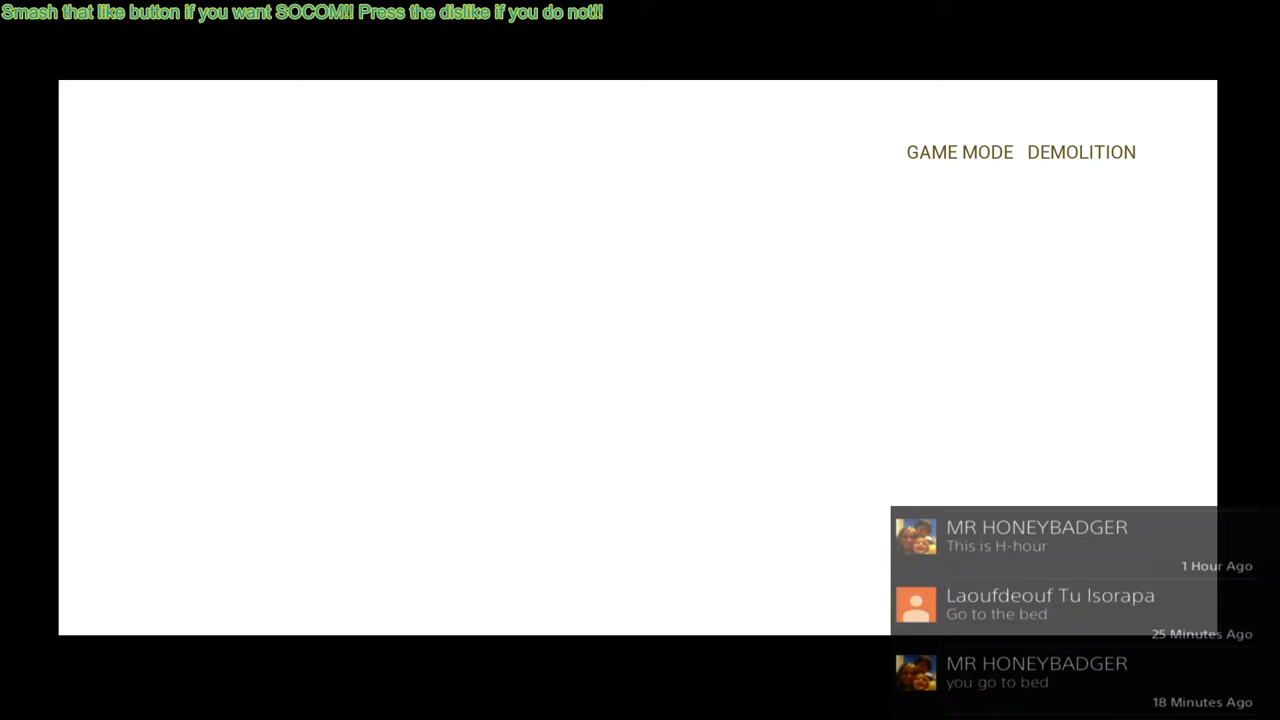 Smash that like button if you want SOCOM!! Press the dislike if you do not!!
GAME MODE DEMOLITION
MR HONEYBADGER
This is H-hour
1 Hour Ago
Laoufdeouf Tu Isorapa
Go to the bed
25 Minutes Ago
MR HONEYBADGER
you go to bed
18 Minutes Ago